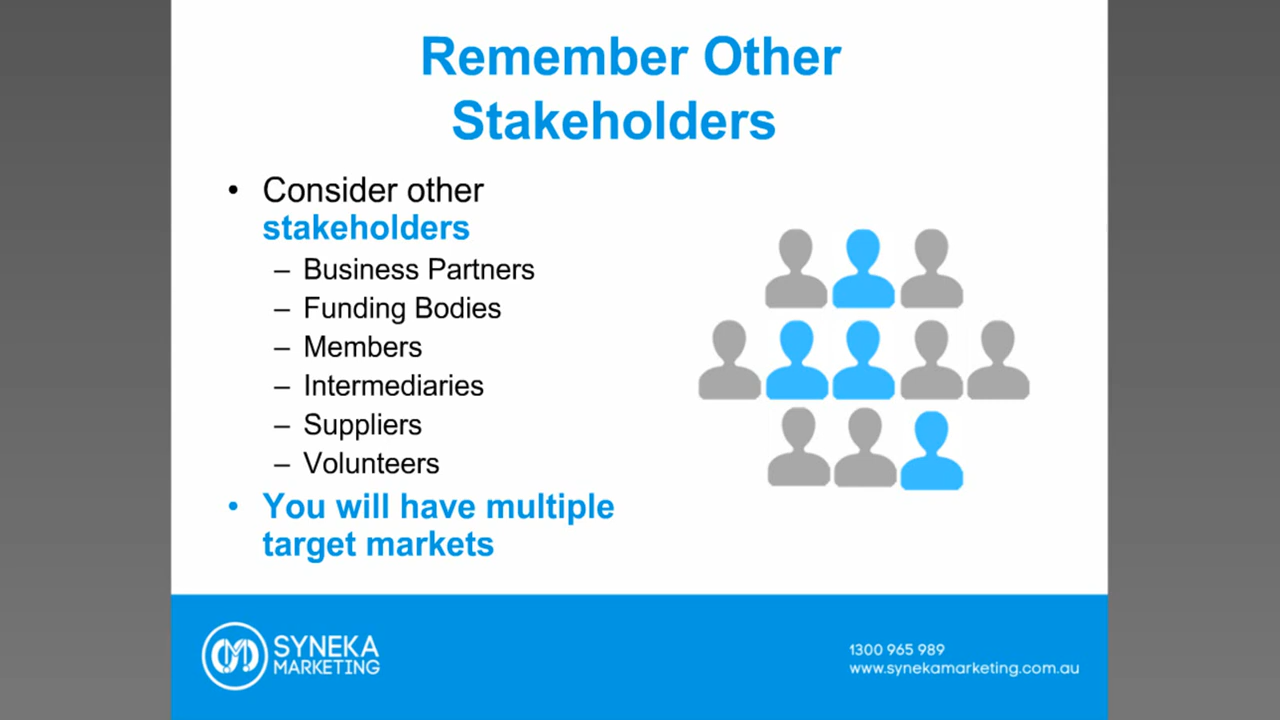 Remember Other
Stakeholders
• Consider other
stakeholders
– Business Partners
– Funding Bodies
– Members
– Intermediaries
– Suppliers
– Volunteers
• You will have multiple
target markets
SYNEKA
MARKETING
1300 965 989
www.synekamarketing.com.au